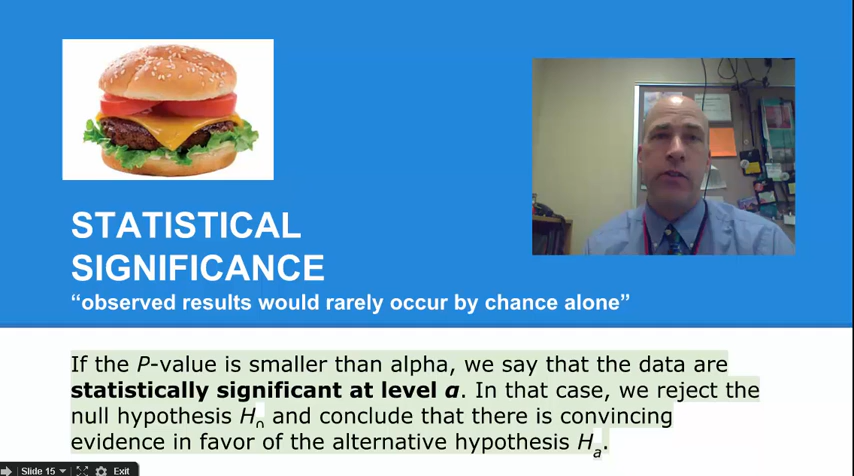 STATISTICAL
SIGNIFICANCE
“observed results would rarely occur by chance alone”
If the P-value is smaller than alpha, we say that the data are
statistically significant at level α. In that case, we reject the
null hypothesis H₀ and conclude that there is convincing
evidence in favor of the alternative hypothesis Hₐ.
Slide 15
Exit